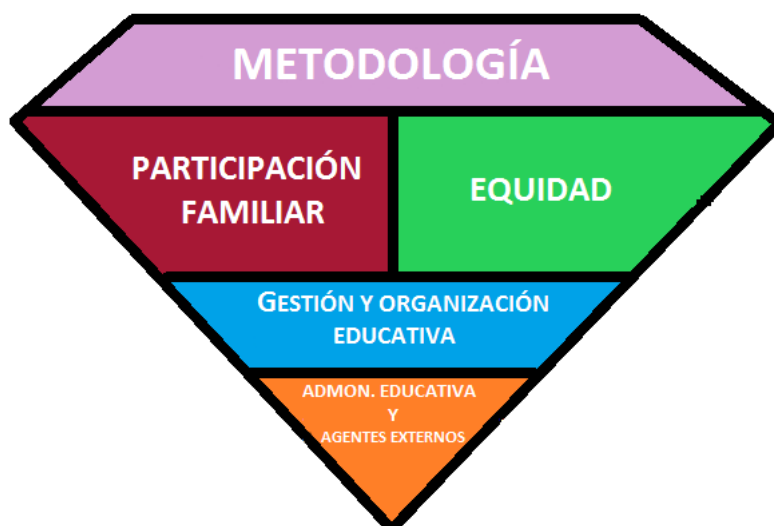 METODOLOGÍA
PARTICIPACIÓN
FAMILIAR
EQUIDAD
GESTIÓN Y ORGANIZACIÓN
EDUCATIVA
ADMON. EDUCATIVA
Y
AGENTES EXTERNOS